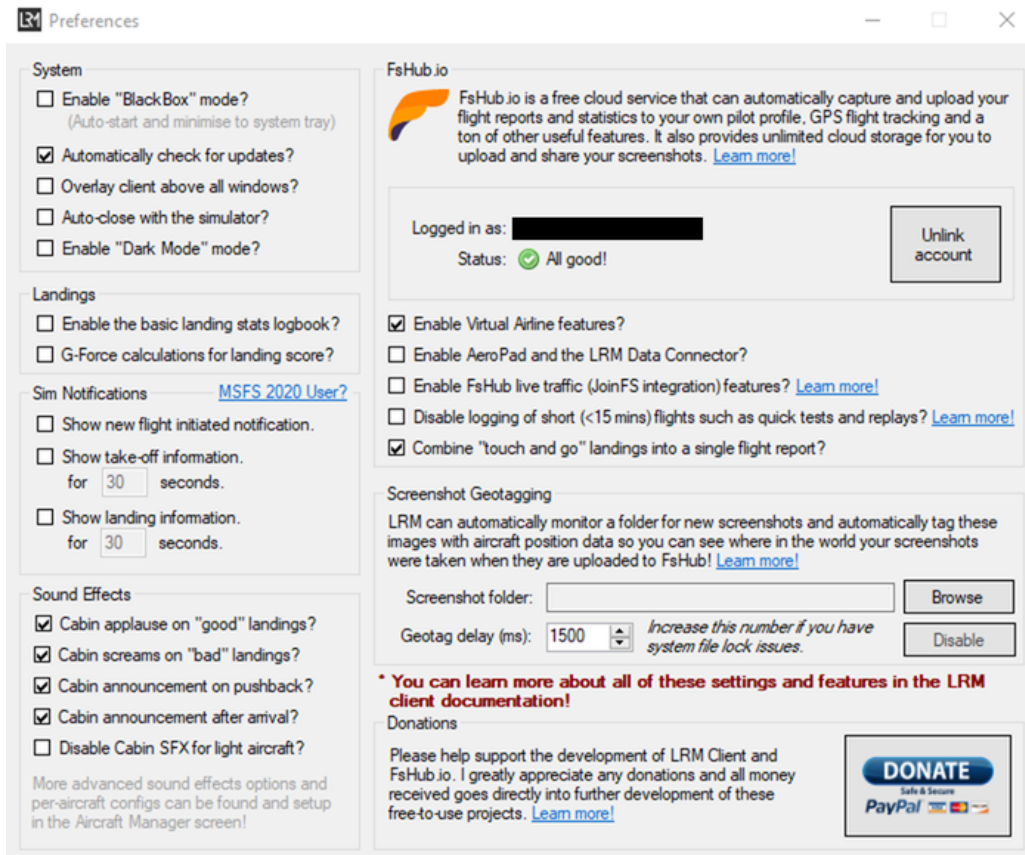 LRM Preferences
System
Enable "BlackBox" mode?
(Auto-start and minimise to system tray)
Automatically check for updates?
Overlay client above all windows?
Auto-close with the simulator?
Enable "Dark Mode" mode?
Landings
Enable the basic landing stats logbook?
G-Force calculations for landing score?
Sim Notifications MSFS 2020 User?
Show new flight initiated notification.
Show take-off information.
for 30 seconds.
Show landing information.
for 30 seconds.
Sound Effects
Cabin applause on "good" landings?
Cabin screams on "bad" landings?
Cabin announcement on pushback?
Cabin announcement after arrival?
Disable Cabin SFX for light aircraft?
More advanced sound effects options and
per-aircraft configs can be found and setup
in the Aircraft Manager screen!
FsHub.io
FsHub.io is a free cloud service that can automatically capture and upload your
flight reports and statistics to your own pilot profile, GPS flight tracking and a
ton of other useful features. It also provides unlimited cloud storage for you to
upload and share your screenshots. Learn more!
Logged in as:
Status: All good!
Unlink
account
Enable Virtual Airline features?
Enable AeroPad and the LRM Data Connector?
Enable FsHub live traffic (JoinFS integration) features? Learn more!
Disable logging of short (<15 mins) flights such as quick tests and replays? Learn more!
Combine "touch and go" landings into a single flight report?
Screenshot Geotagging
LRM can automatically monitor a folder for new screenshots and automatically tag these
images with aircraft position data so you can see where in the world your screenshots
were taken when they are uploaded to FsHub! Learn more!
Screenshot folder: Browse
Geotag delay (ms): 1500 Increase this number if you have
system file lock issues. Disable
* You can learn more about all of these settings and features in the LRM
client documentation!
Donations
Please help support the development of LRM Client and
FsHub.io. I greatly appreciate any donations and all money
received goes directly into further development of these
free-to-use projects. Learn more!
DONATE
Safe & Secure
PayPal